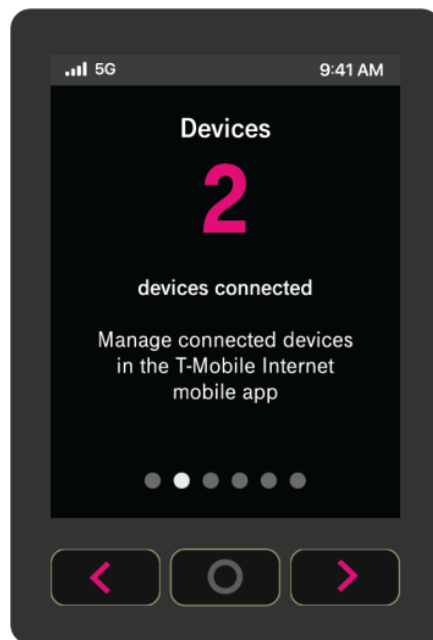 5G 9:41 AM
Devices
2
devices connected
Manage connected devices
in the T-Mobile Internet
mobile app